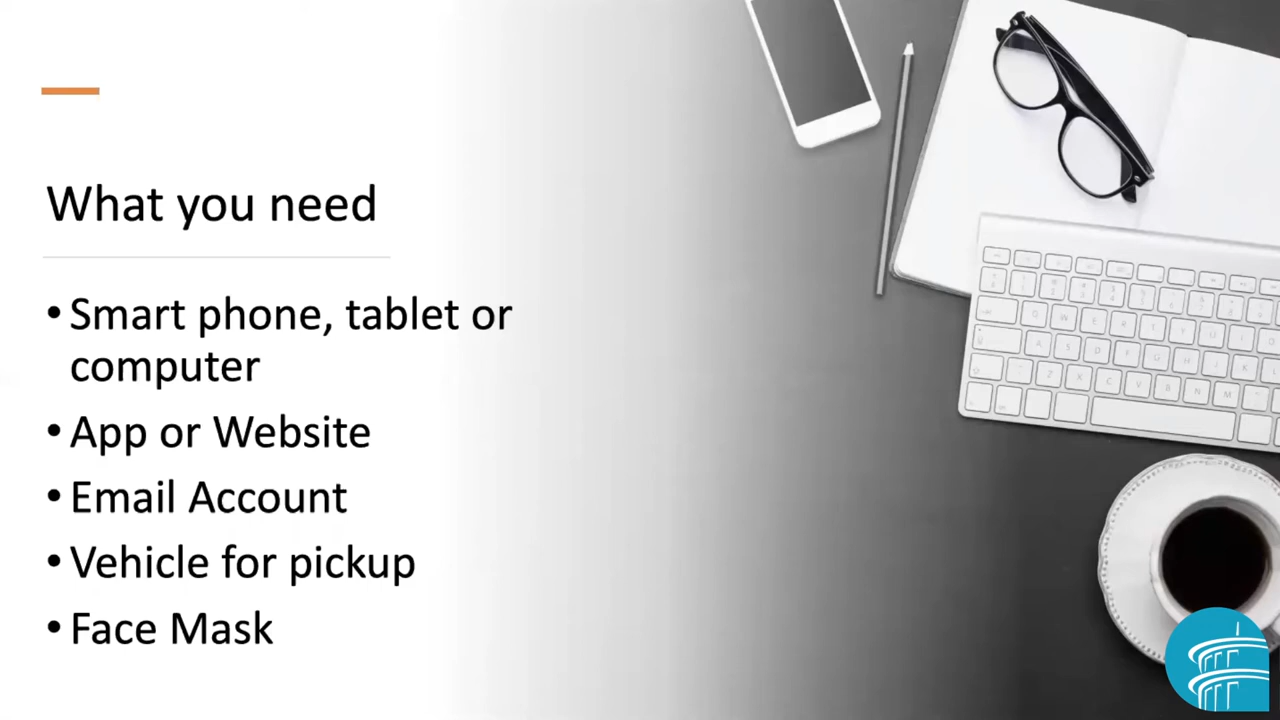 What you need
• Smart phone, tablet or
computer
• App or Website
• Email Account
• Vehicle for pickup
• Face Mask